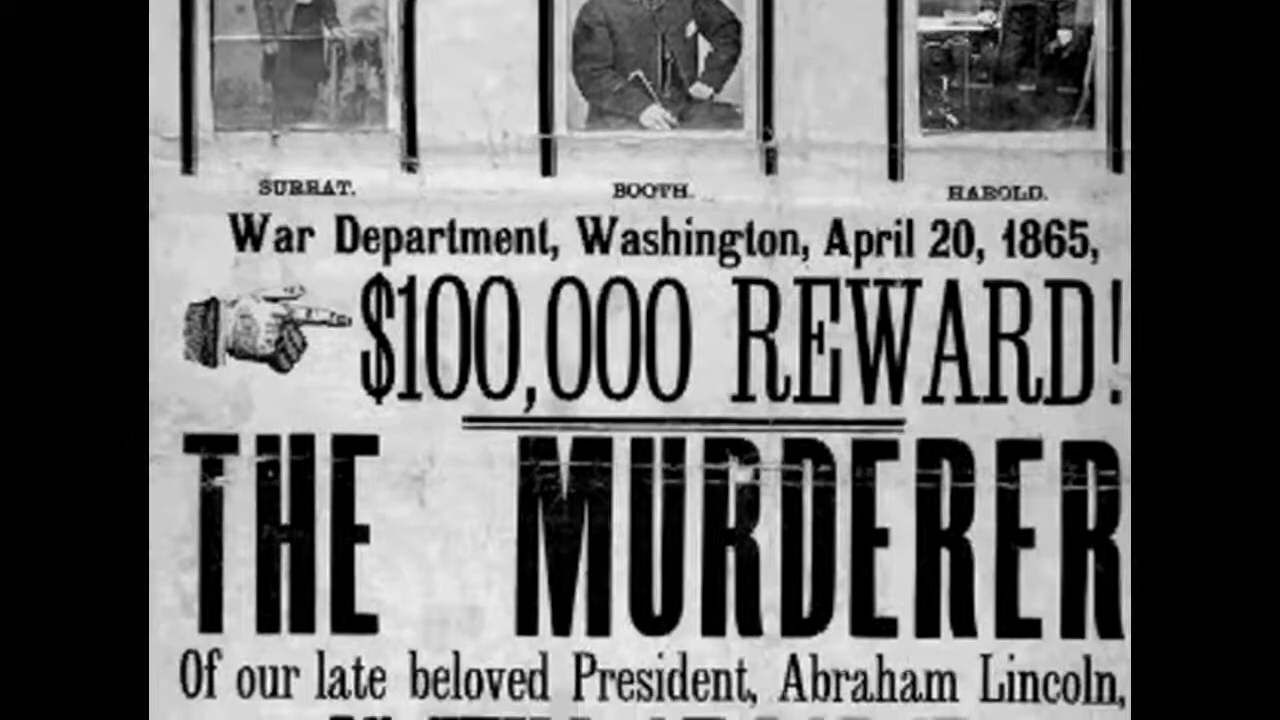 SURRAT. BOOTH. HAROLD.
War Department, Washington, April 20, 1865,
$100,000 REWARD!
THE MURDERER
Of our late beloved President, Abraham Lincoln,